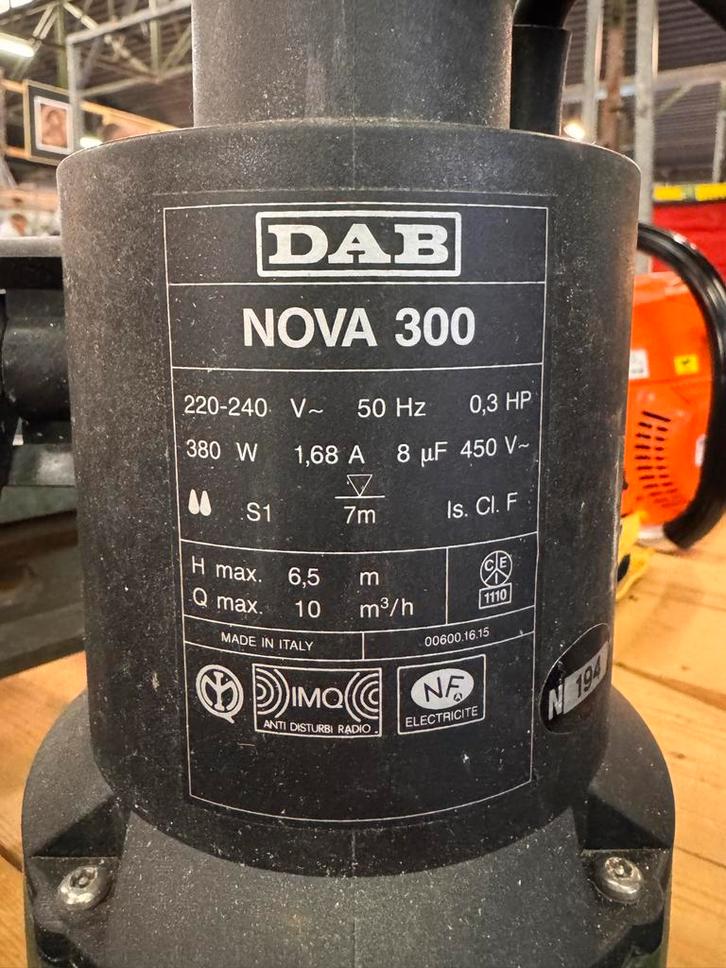 DAB
NOVA 300
220-240 V~ 50 Hz 0,3 HP
380 W 1,68 A 8 µF 450 V~
S1 7m Is. Cl. F
H max. 6,5 m
Q max. 10 m³/h
CEI
1110
MADE IN ITALY 00600.16.15
IMQ
ANTI DISTURBI RADIO
NF
ELECTRICITE
N 194